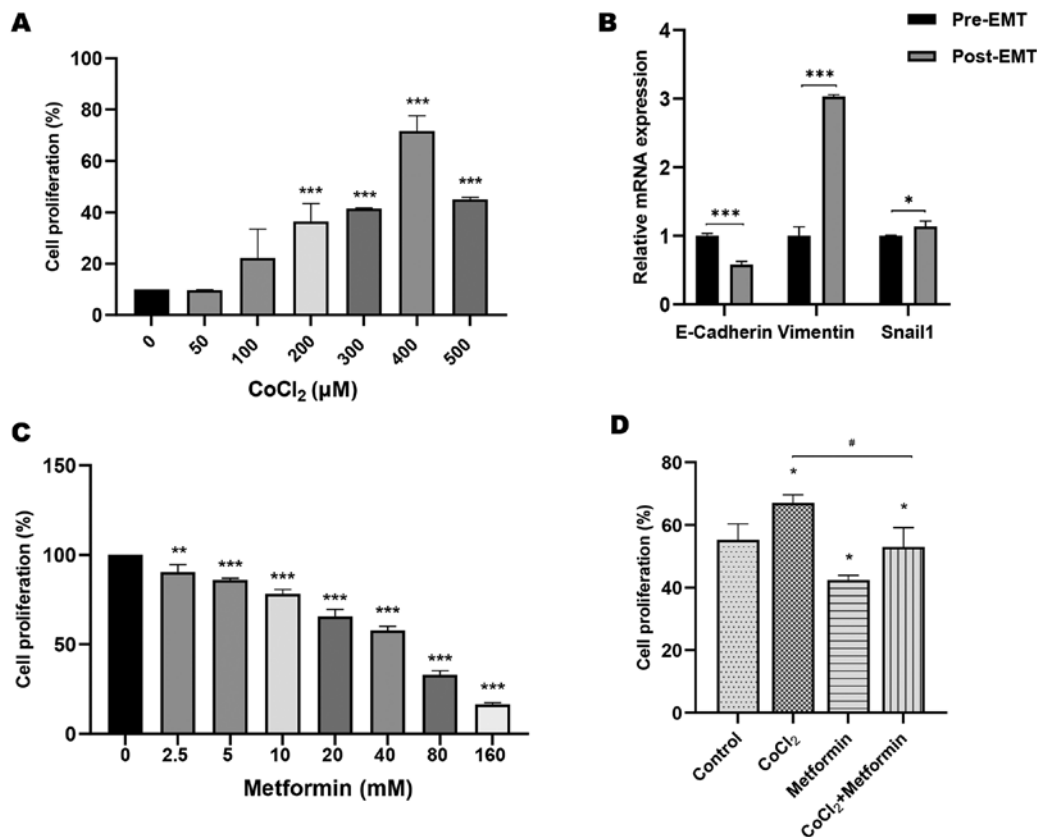 A
Cell proliferation (%)
100
80
60
40
20
0
***
***
***
***
0
50
100
200
300
400
500
CoCl₂ (µM)
B
Pre-EMT
Post-EMT
Relative mRNA expression
4
3
2
1
0
***
***
*
E-Cadherin
Vimentin
Snail1
C
Cell proliferation (%)
150
100
50
0
**
***
***
***
***
***
***
0
2.5
5
10
20
40
80
160
Metformin (mM)
D
Cell proliferation (%)
80
60
40
20
0
#
*
*
*
Control
CoCl₂
Metformin
CoCl₂+Metformin